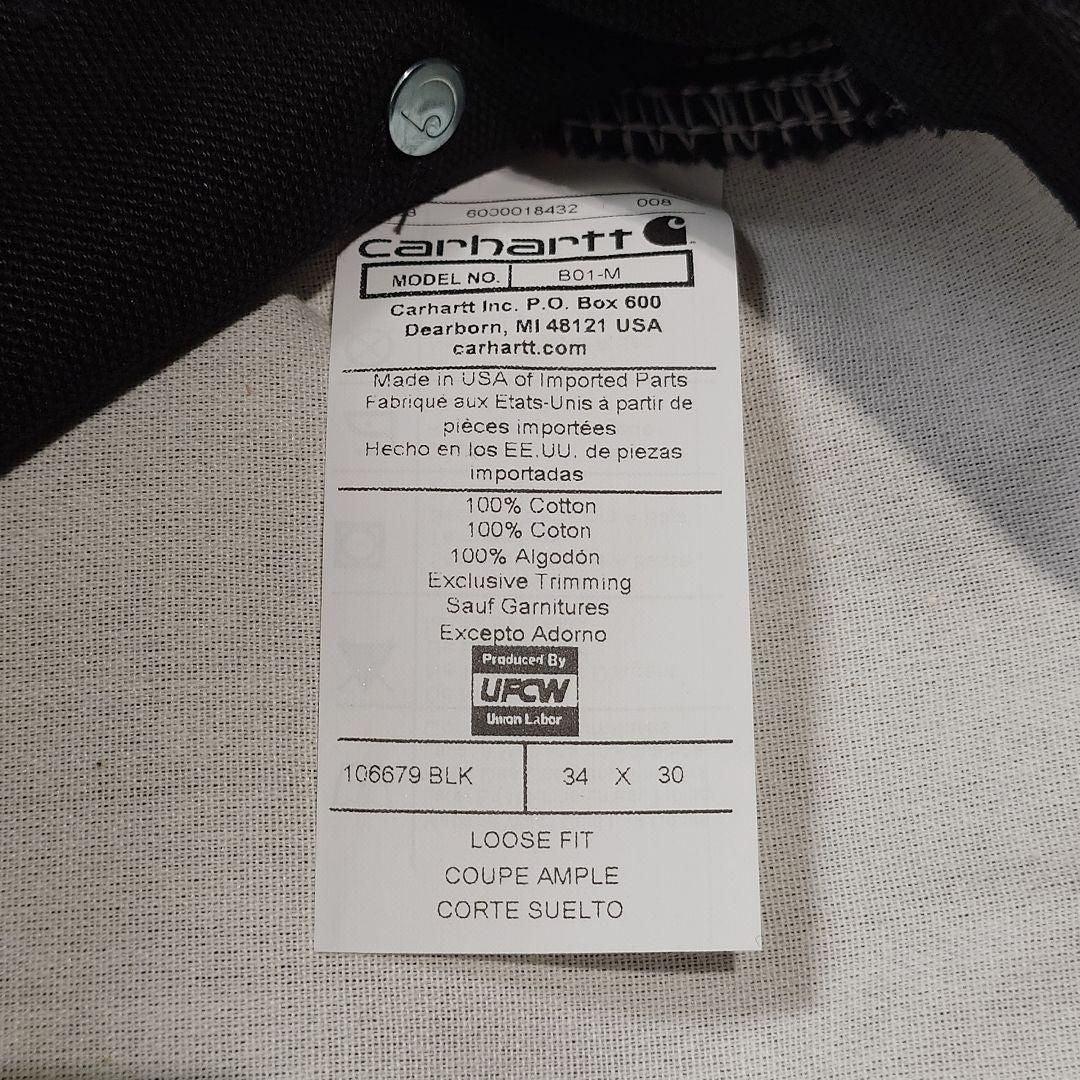 6000018432 008
carhartt
MODEL NO. B01-M
Carhartt Inc. P.O. Box 600
Dearborn, MI 48121 USA
carhartt.com
Made in USA of Imported Parts
Fabriqué aux Etats-Unis à partir de
pièces importées
Hecho en los EE.UU. de piezas
importadas
100% Cotton
100% Coton
100% Algodón
Exclusive Trimming
Sauf Garnitures
Excepto Adorno
Produced By
UFCW
Union Labor
106679 BLK 34 X 30
LOOSE FIT
COUPE AMPLE
CORTE SUELTO